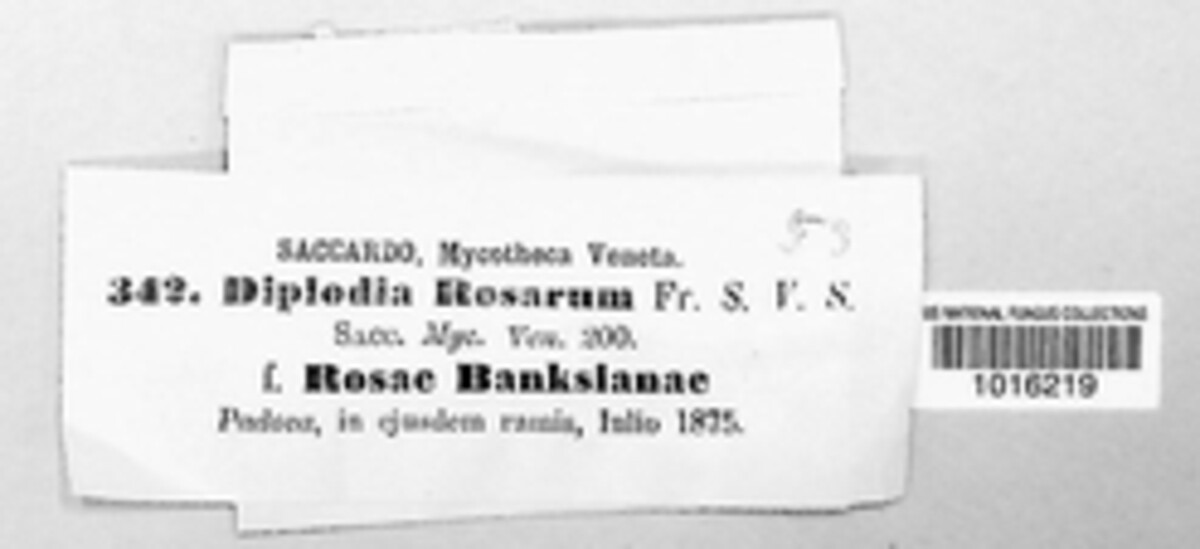 SACCARDO, Mycotheca Veneta.
342. Diplodia Rosarum Fr. S. V. S.
Sacc. Myc. Ven. 200.
f. Rosae Banksianae
Padova, in ejusdem ramis, Iulio 1875.
US NATIONAL FUNGUS COLLECTIONS
1016219